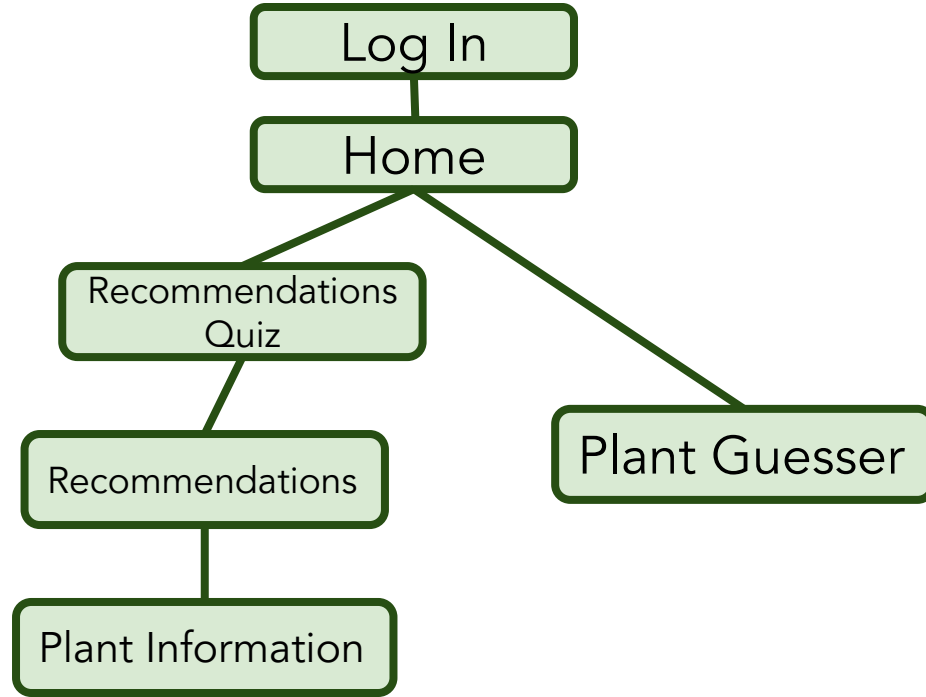 Log In
Home
Recommendations
Quiz
Recommendations
Plant Guesser
Plant Information